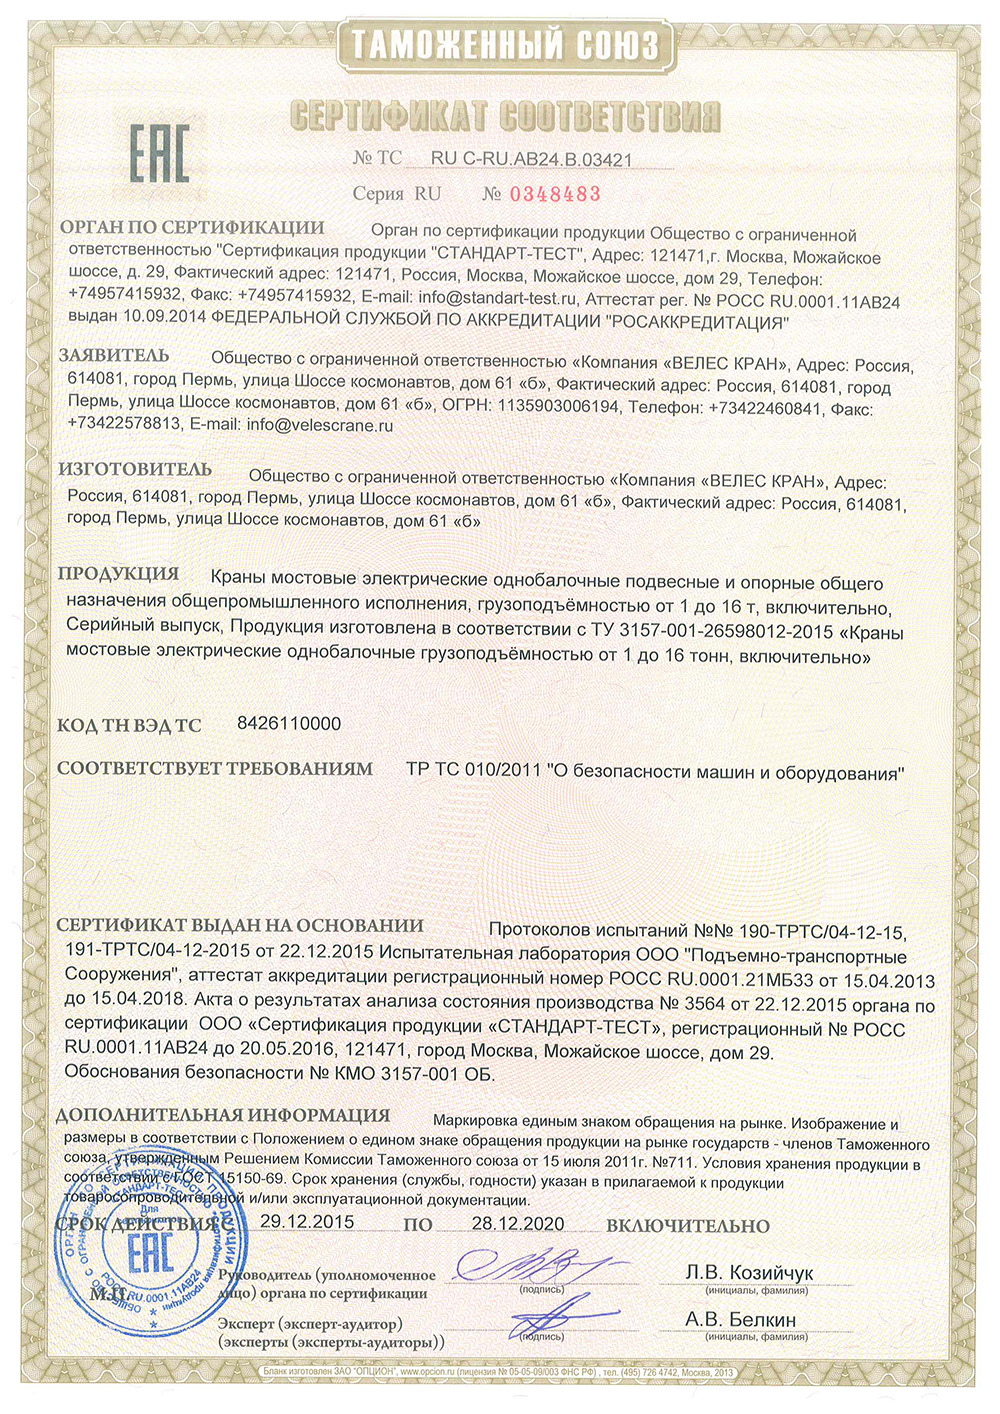 ТАМОЖЕННЫЙ СОЮЗ
СЕРТИФИКАТ СООТВЕТСТВИЯ
ЕАС
№ ТС RU C-RU.АВ24.В.03421
Серия RU № 0348483
ОРГАН ПО СЕРТИФИКАЦИИ Орган по сертификации продукции Общество с ограниченной
ответственностью "Сертификация продукции "СТАНДАРТ-ТЕСТ", Адрес: 121471,г. Москва, Можайское
шоссе, д. 29, Фактический адрес: 121471, Россия, Москва, Можайское шоссе, дом 29, Телефон:
+74957415932, Факс: +74957415932, E-mail: info@standart-test.ru, Аттестат рег. № РОСС RU.0001.11АВ24
выдан 10.09.2014 ФЕДЕРАЛЬНОЙ СЛУЖБОЙ ПО АККРЕДИТАЦИИ "РОСАККРЕДИТАЦИЯ"
ЗАЯВИТЕЛЬ Общество с ограниченной ответственностью «Компания «ВЕЛЕС КРАН», Адрес: Россия,
614081, город Пермь, улица Шоссе космонавтов, дом 61 «б», Фактический адрес: Россия, 614081, город
Пермь, улица Шоссе космонавтов, дом 61 «б», ОГРН: 1135903006194, Телефон: +73422460841, Факс:
+73422578813, E-mail: info@velescrane.ru
ИЗГОТОВИТЕЛЬ Общество с ограниченной ответственностью «Компания «ВЕЛЕС КРАН», Адрес:
Россия, 614081, город Пермь, улица Шоссе космонавтов, дом 61 «б», Фактический адрес: Россия, 614081,
город Пермь, улица Шоссе космонавтов, дом 61 «б»
ПРОДУКЦИЯ Краны мостовые электрические однобалочные подвесные и опорные общего
назначения общепромышленного исполнения, грузоподъёмностью от 1 до 16 т, включительно,
Серийный выпуск, Продукция изготовлена в соответствии с ТУ 3157-001-26598012-2015 «Краны
мостовые электрические однобалочные грузоподъёмностью от 1 до 16 тонн, включительно»
КОД ТН ВЭД ТС 8426110000
СООТВЕТСТВУЕТ ТРЕБОВАНИЯМ ТР ТС 010/2011 "О безопасности машин и оборудования"
СЕРТИФИКАТ ВЫДАН НА ОСНОВАНИИ Протоколов испытаний №№ 190-ТРТС/04-12-15,
191-ТРТС/04-12-2015 от 22.12.2015 Испытательная лаборатория ООО "Подъемно-транспортные
Сооружения", аттестат аккредитации регистрационный номер РОСС RU.0001.21МБ33 от 15.04.2013
до 15.04.2018. Акта о результатах анализа состояния производства № 3564 от 22.12.2015 органа по
сертификации ООО «Сертификация продукции «СТАНДАРТ-ТЕСТ», регистрационный № РОСС
RU.0001.11АВ24 до 20.05.2016, 121471, город Москва, Можайское шоссе, дом 29.
Обоснования безопасности № КМО 3157-001 ОБ.
ДОПОЛНИТЕЛЬНАЯ ИНФОРМАЦИЯ Маркировка единым знаком обращения на рынке. Изображение и
размеры в соответствии с Положением о едином знаке обращения продукции на рынке государств - членов Таможенного
союза, утвержденным Решением Комиссии Таможенного союза от 15 июля 2011г. №711. Условия хранения продукции в
соответствии с ГОСТ 15150-69. Срок хранения (службы, годности) указан в прилагаемой к продукции
товаросопроводительной и/или эксплуатационной документации.
СРОК ДЕЙСТВИЯ С 29.12.2015 ПО 28.12.2020 ВКЛЮЧИТЕЛЬНО
ОРГАН ПО СЕРТИФИКАЦИИ ПРОДУКЦИИ
ОБЩЕСТВО С ОГРАНИЧЕННОЙ ОТВЕТСТВЕННОСТЬЮ
"Сертификация продукции
"СТАНДАРТ-ТЕСТ"
Для
сертификатов
ЕАС
РОСС RU.0001.11АВ24
М.П.
Руководитель (уполномоченное
лицо) органа по сертификации
(подпись)
Л.В. Козийчук
(инициалы, фамилия)
Эксперт (эксперт-аудитор)
(эксперты (эксперты-аудиторы))
(подпись)
А.В. Белкин
(инициалы, фамилия)
Бланк изготовлен ЗАО "ОПЦИОН", www.opcion.ru (лицензия № 05-05-09/003 ФНС РФ) , тел. (495) 726 4742, Москва, 2013